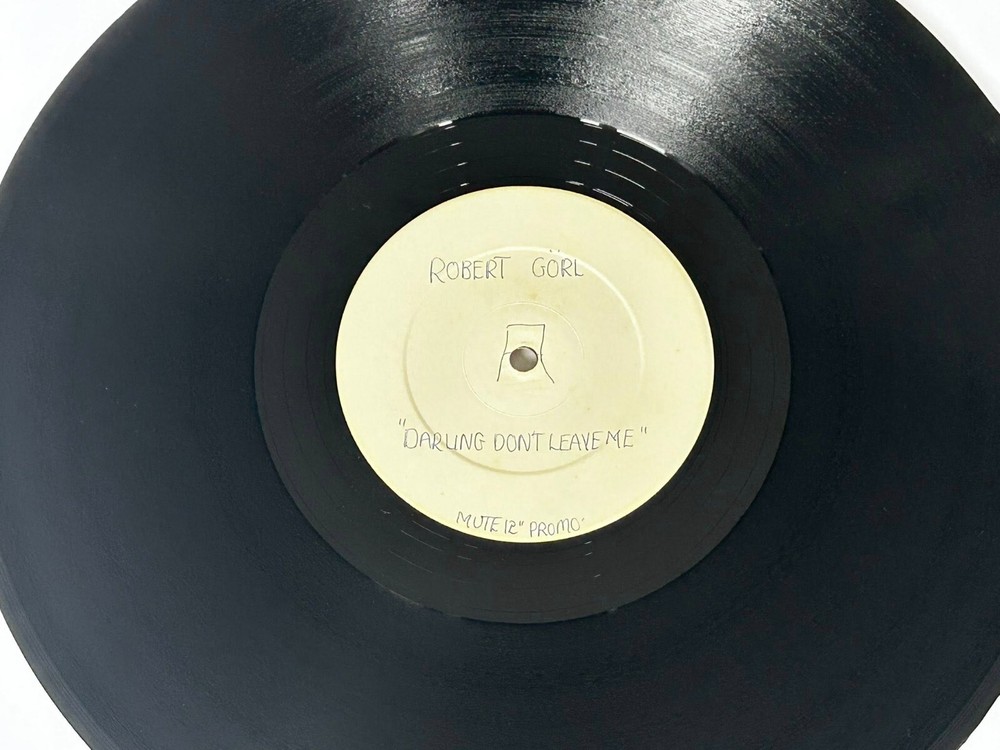 ROBERT GÖRL
A
"DARLING DON'T LEAVE ME"
MUTE 12" PROMO